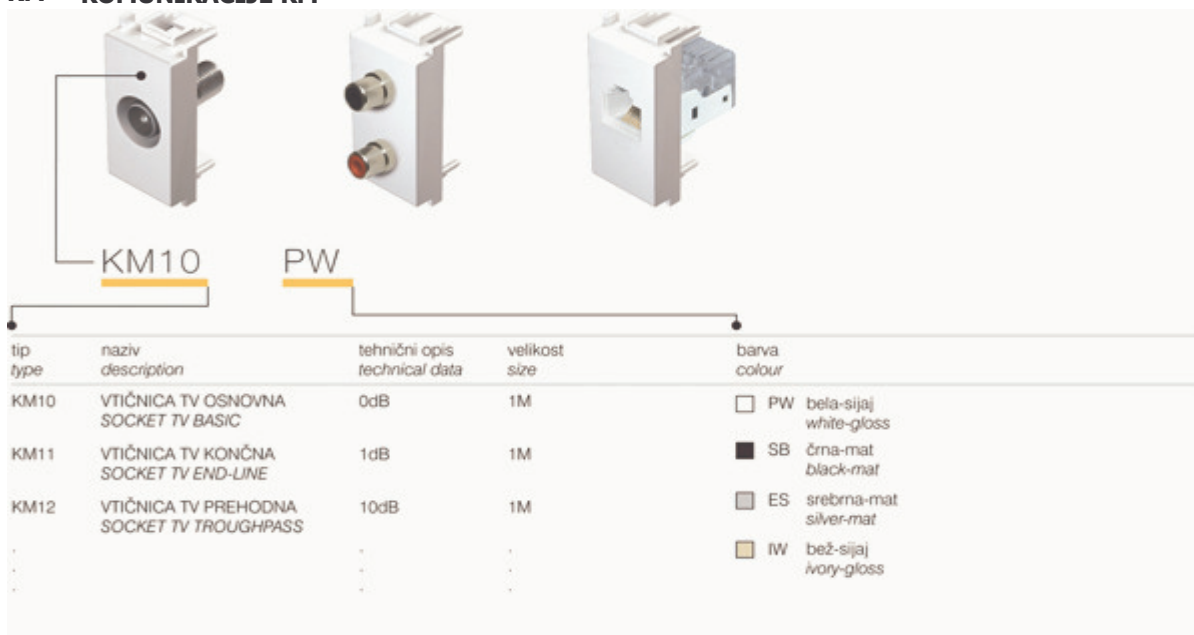 KM KOMUNIKACIJE KM
KM10 PW
tip naziv tehnični opis velikost barva
type description technical data size colour
KM10 VTIČNICA TV OSNOVNA 0dB 1M PW bela-sijaj
SOCKET TV BASIC white-gloss
KM11 VTIČNICA TV KONČNA 1dB 1M SB črna-mat
SOCKET TV END-LINE black-mat
KM12 VTIČNICA TV PREHODNA 10dB 1M ES srebrna-mat
SOCKET TV TROUGHPASS silver-mat
IW bež-sijaj
ivory-gloss